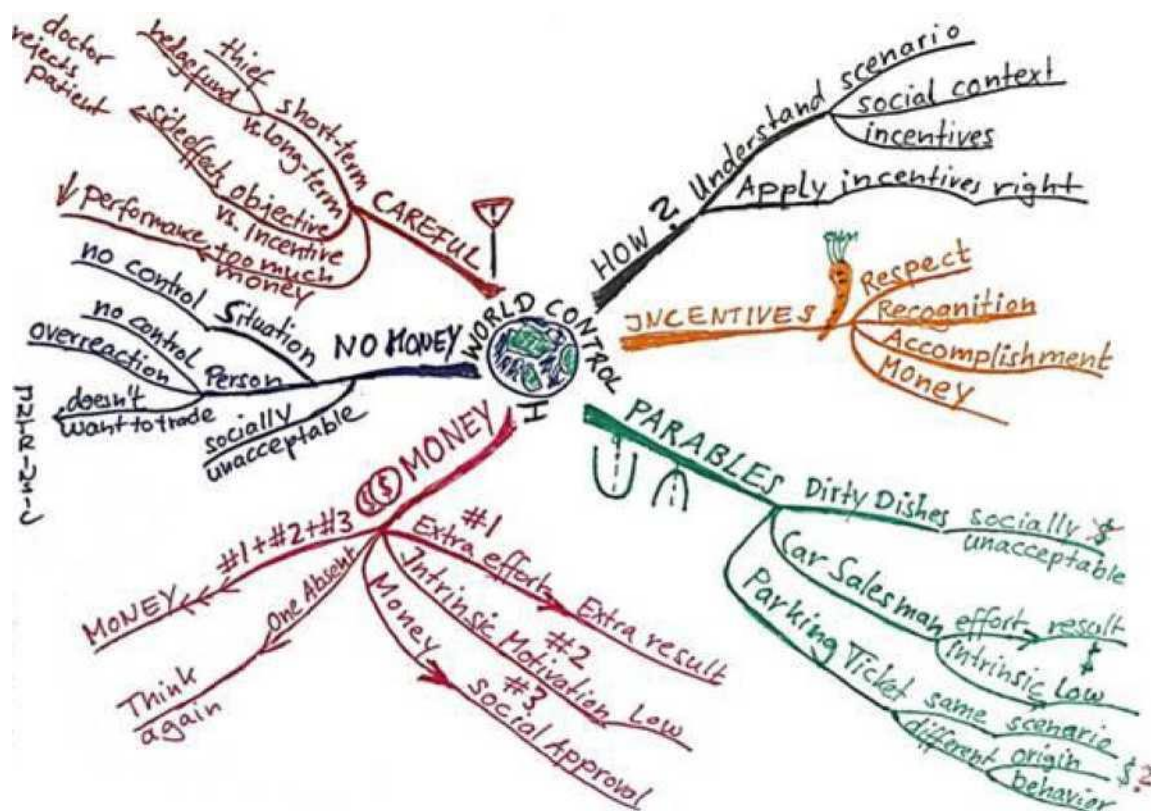 WORLD CONTROL
HOW?
Understand scenario
social context
incentives
Apply incentives right
INCENTIVES
Respect
Recognition
Accomplishment
Money
PARABLES
Dirty Dishes
socially $
unacceptable
Car Salesman
effort result
$
intrinsic Low
Parking Ticket
same scenario
different origin
behavior
$?
I
MONEY
$$
#1
Extra effort
Extra result
#2
Intrinsic Motivation Low
#3
Money
Social Approval
One Absent
Think
again
#1+#2+#3
MONEY
NO MONEY
Situation
no control
Person
no control
overreaction
doesn't
want to trade
INTRINSIC
socially
unacceptable
CAREFUL
!
short-term
vs. long-term
thief
hedgefund
objective
vs. Incentive
side effects
doctor
rejects
patient
too much
money
performance